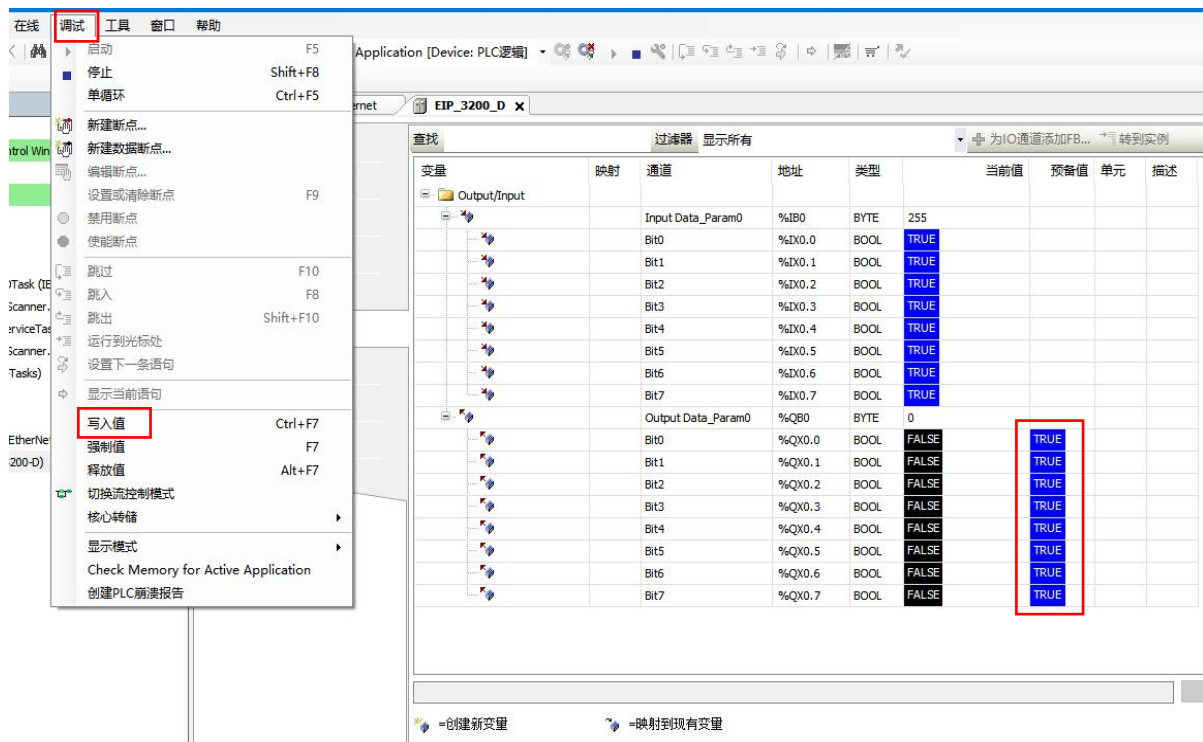 在线 调试 工具 窗口 帮助
启动 F5
停止 Shift+F8
单循环 Ctrl+F5
新建断点...
新建数据断点...
编辑断点...
设置或清除断点 F9
禁用断点
使能断点
跳过 F10
跳入 F8
跳出 Shift+F10
运行到光标处
设置下一条语句
显示当前语句
写入值 Ctrl+F7
强制值 F7
释放值 Alt+F7
切换流控制模式
核心转储
显示模式
Check Memory for Active Application
创建PLC崩溃报告
Application [Device: PLC逻辑]
ernet EIP_3200_D
ntrol Win
Scanner.
erviceTas
Scanner.
Tasks)
EtherNe
200-D)
查找 过滤器 显示所有 为IO通道添加FB... 转到实例
变量 映射 通道 地址 类型 当前值 预备值 单元 描述
Output/Input
Input Data_Param0 %IB0 BYTE 255
Bit0 %IX0.0 BOOL TRUE
Bit1 %IX0.1 BOOL TRUE
Bit2 %IX0.2 BOOL TRUE
Bit3 %IX0.3 BOOL TRUE
Bit4 %IX0.4 BOOL TRUE
Bit5 %IX0.5 BOOL TRUE
Bit6 %IX0.6 BOOL TRUE
Bit7 %IX0.7 BOOL TRUE
Output Data_Param0 %QB0 BYTE 0
Bit0 %QX0.0 BOOL FALSE TRUE
Bit1 %QX0.1 BOOL FALSE TRUE
Bit2 %QX0.2 BOOL FALSE TRUE
Bit3 %QX0.3 BOOL FALSE TRUE
Bit4 %QX0.4 BOOL FALSE TRUE
Bit5 %QX0.5 BOOL FALSE TRUE
Bit6 %QX0.6 BOOL FALSE TRUE
Bit7 %QX0.7 BOOL FALSE TRUE
=创建新变量 =映射到现有变量